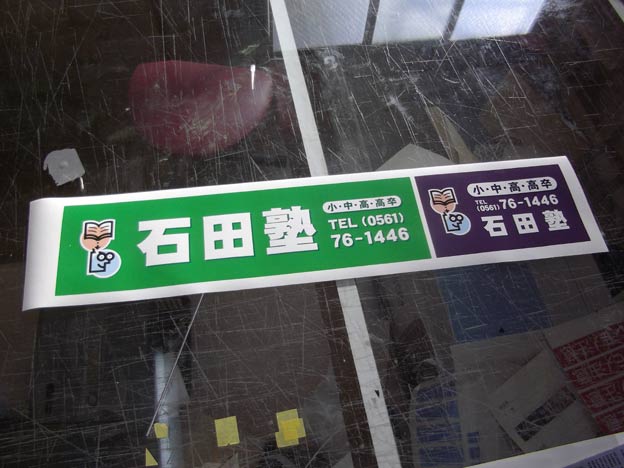 石田塾
小・中・高・高卒
TEL (0561)
76-1446
小・中・高・高卒
TEL (0561) 76-1446
石田塾